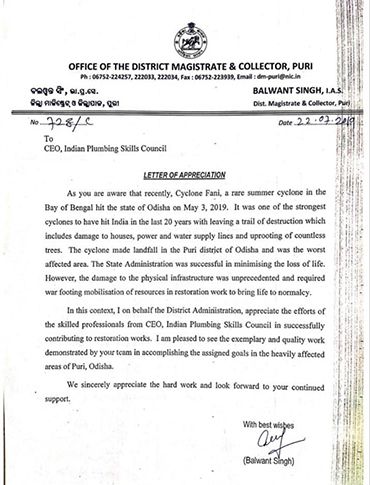 OFFICE OF THE DISTRICT MAGISTRATE & COLLECTOR, PURI
Ph : 06752-224257, 222033, 222034, Fax : 06752-223939, Email : dm-puri@nic.in
ବଲୱନ୍ତ ସିଂ, ଭା.ପ୍ର.ସେ.
BALWANT SINGH, I.A.S.
ଜିଲ୍ଲା ମାଜିଷ୍ଟ୍ରେଟ୍ ଓ ଜିଲ୍ଲାପାଳ, ପୁରୀ
Dist. Magistrate & Collector, Puri
No. 728/C
Date 22.07.2019
To
CEO, Indian Plumbing Skills Council
LETTER OF APPRECIATION
As you are aware that recently, Cyclone Fani, a rare summer cyclone in the
Bay of Bengal hit the state of Odisha on May 3, 2019. It was one of the strongest
cyclones to have hit India in the last 20 years with leaving a trail of destruction which
includes damage to houses, power and water supply lines and uprooting of countless
trees. The cyclone made landfall in the Puri district of Odisha and was the worst
affected area. The State Administration was successful in minimising the loss of life.
However, the damage to the physical infrastructure was unprecedented and required
war footing mobilisation of resources in restoration work to bring life to normalcy.
In this context, I on behalf the District Administration, appreciate the efforts
of the skilled professionals from CEO, Indian Plumbing Skills Council in successfully
contributing to restoration works. I am pleased to see the exemplary and quality work
demonstrated by your team in accomplishing the assigned goals in the heavily affected
areas of Puri, Odisha.
We sincerely appreciate the hard work and look forward to your continued
support.
With best wishes
(Balwant Singh)